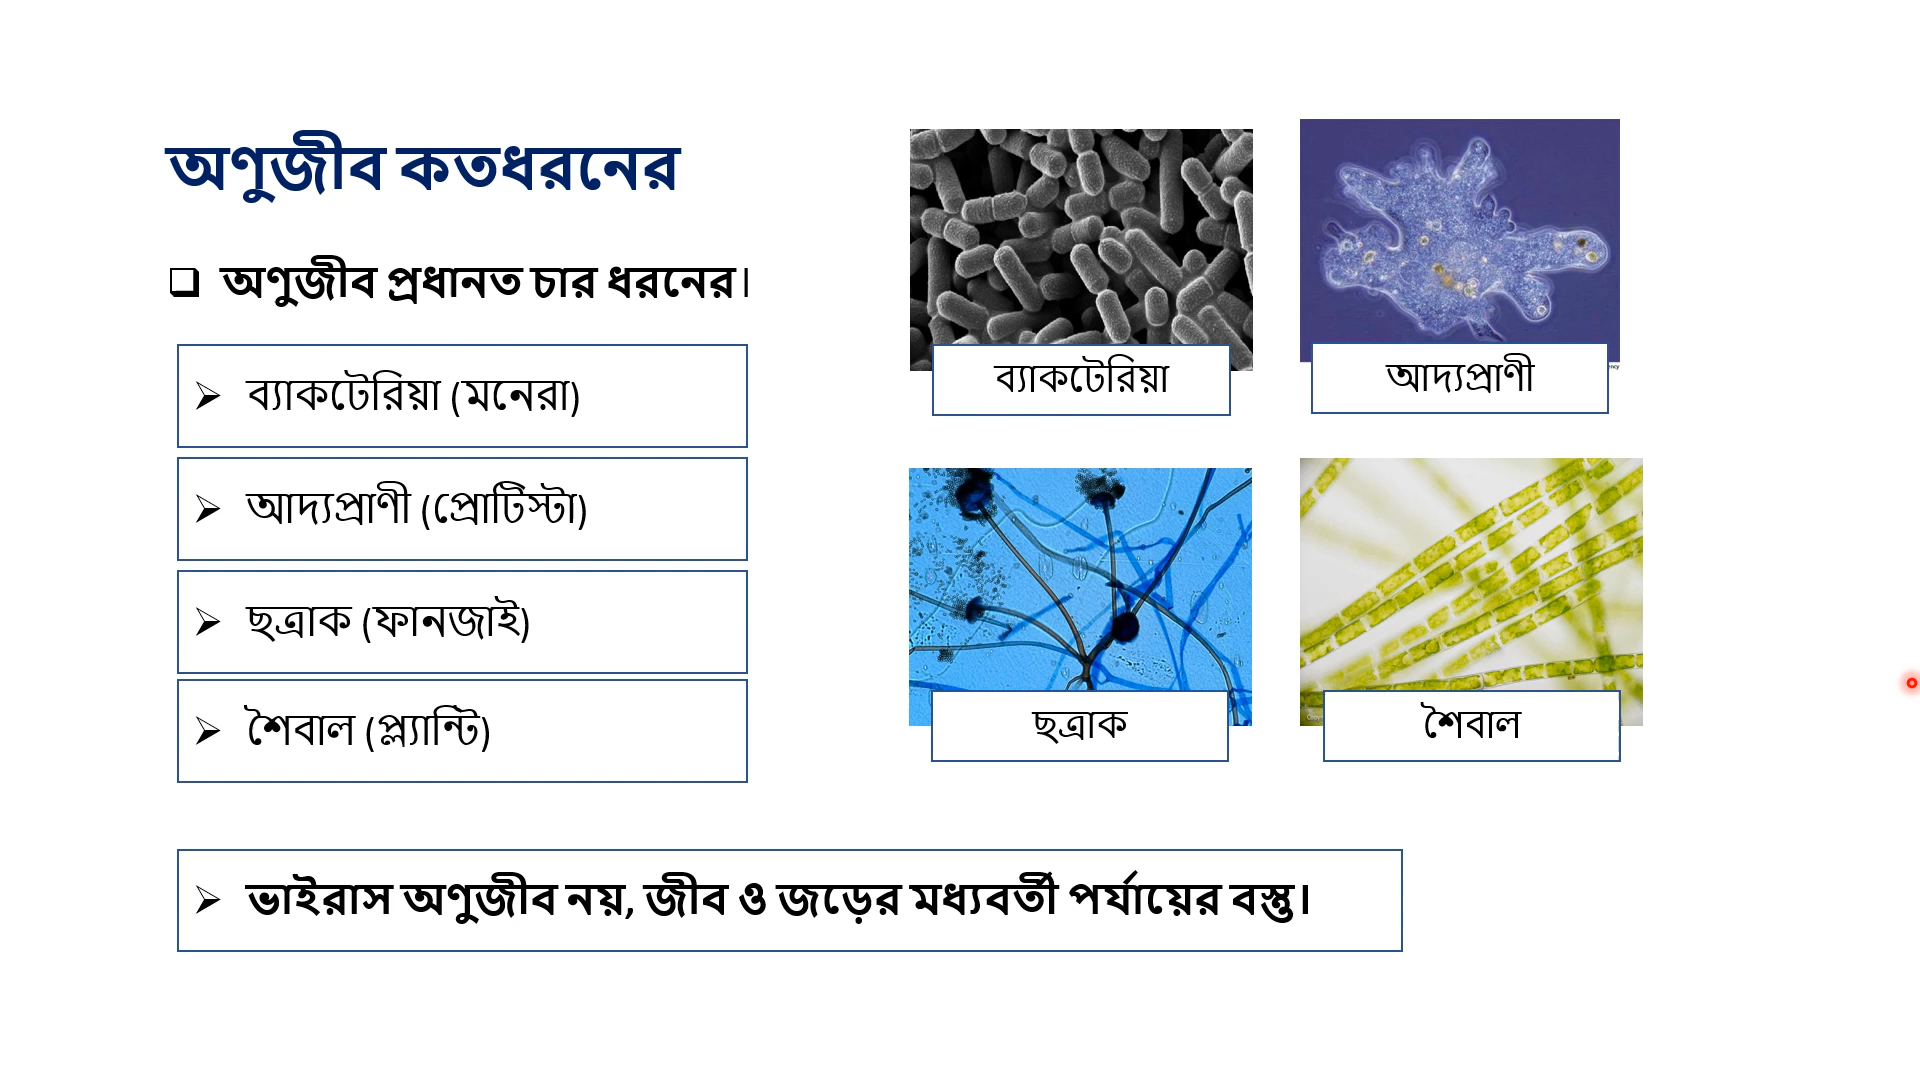 অণুজীব কতধরনের
অণুজীব প্রধানত চার ধরনের।
ব্যাকটেরিয়া (মনেরা)
আদ্যপ্রাণী (প্রোটিস্টা)
ছত্রাক (ফানজাই)
শৈবাল (প্ল্যান্টি)
ব্যাকটেরিয়া
আদ্যপ্রাণী
ছত্রাক
শৈবাল
ভাইরাস অণুজীব নয়, জীব ও জড়ের মধ্যবর্তী পর্যায়ের বস্তু।